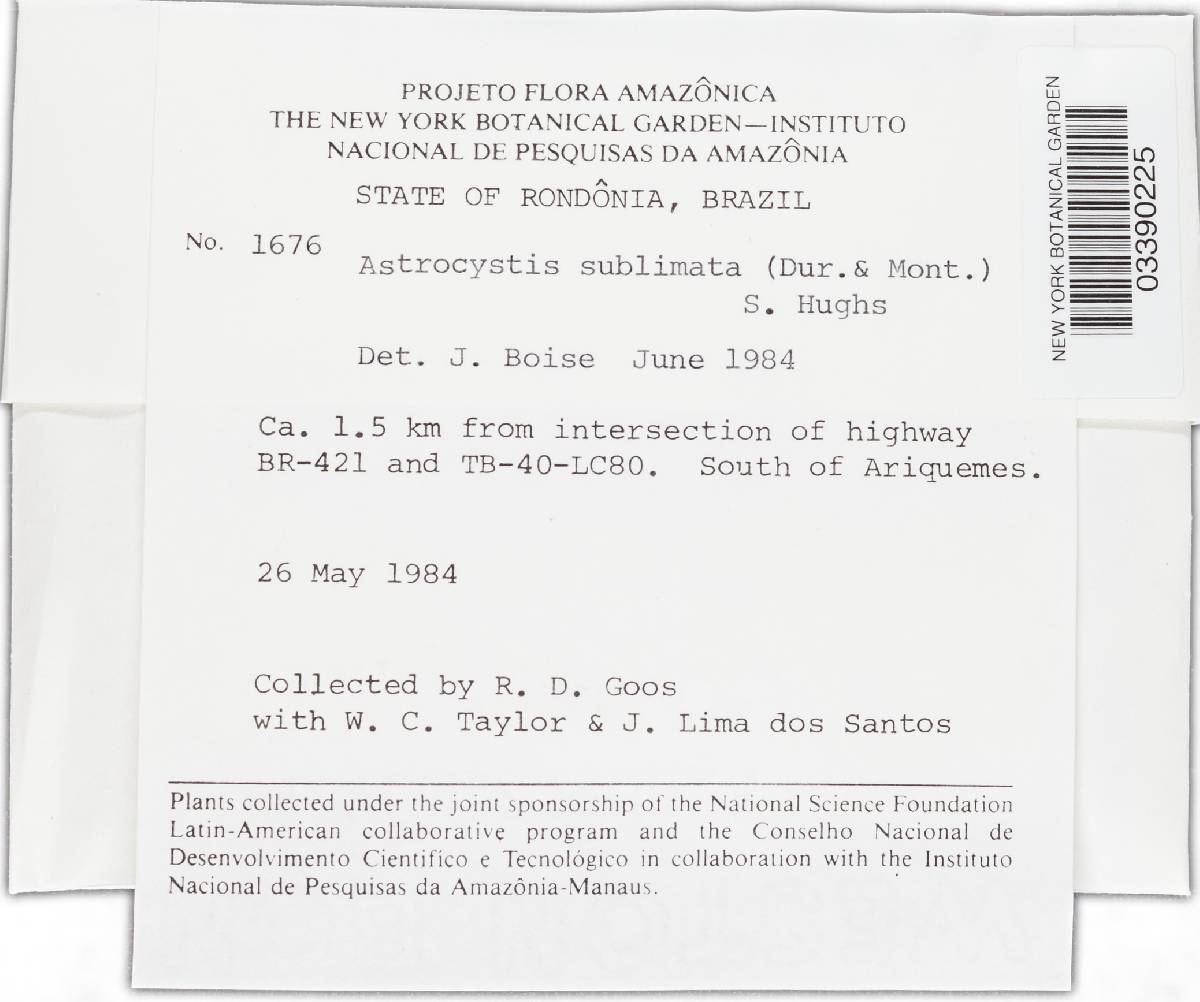 PROJETO FLORA AMAZÔNICA
THE NEW YORK BOTANICAL GARDEN—INSTITUTO
NACIONAL DE PESQUISAS DA AMAZÔNIA
STATE OF RONDÔNIA, BRAZIL
No. 1676
Astrocystis sublimata (Dur.& Mont.)
S. Hughs
Det. J. Boise June 1984
Ca. 1.5 km from intersection of highway
BR-421 and TB-40-LC80. South of Ariquemes.
26 May 1984
Collected by R. D. Goos
with W. C. Taylor & J. Lima dos Santos
Plants collected under the joint sponsorship of the National Science Foundation
Latin-American collaborative program and the Conselho Nacional de
Desenvolvimento Cientifíco e Tecnológico in collaboration with the Instituto
Nacional de Pesquisas da Amazônia-Manaus.
NEW YORK BOTANICAL GARDEN
03390225